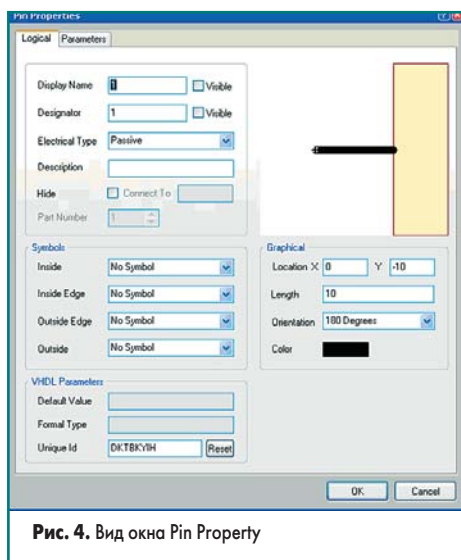 Pin Properties
Logical Parameters
Display Name 1 Visible
Designator 1 Visible
Electrical Type Passive
Description
Hide Connect To
Part Number 1
Symbols
Inside No Symbol
Inside Edge No Symbol
Outside Edge No Symbol
Outside No Symbol
Graphical
Location X 0 Y -10
Length 10
Orientation 180 Degrees
Color
VHDL Parameters
Default Value
Formal Type
Unique Id DKTBKYIH Reset
OK Cancel
Рис. 4. Вид окна Pin Property